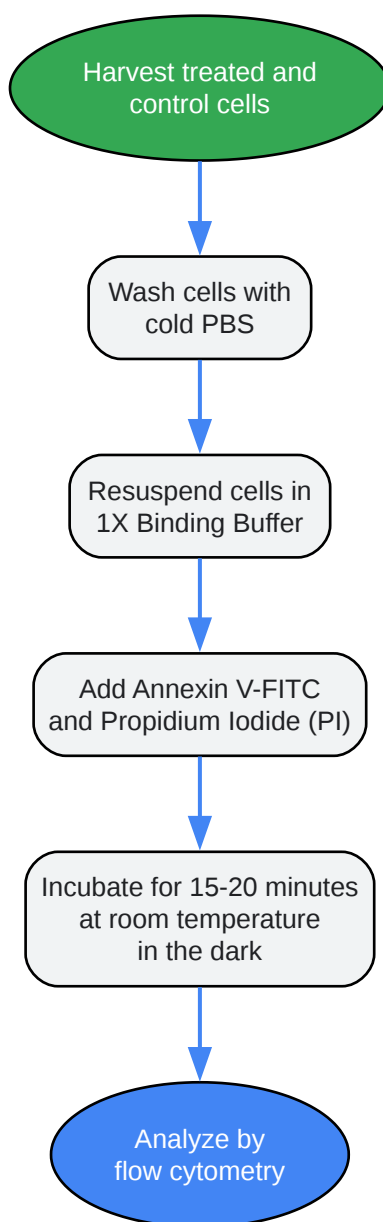 Harvest treated and
control cells
Wash cells with
cold PBS
Resuspend cells in
1X Binding Buffer
Add Annexin V-FITC
and Propidium Iodide (PI)
Incubate for 15-20 minutes
at room temperature
in the dark
Analyze by
flow cytometry